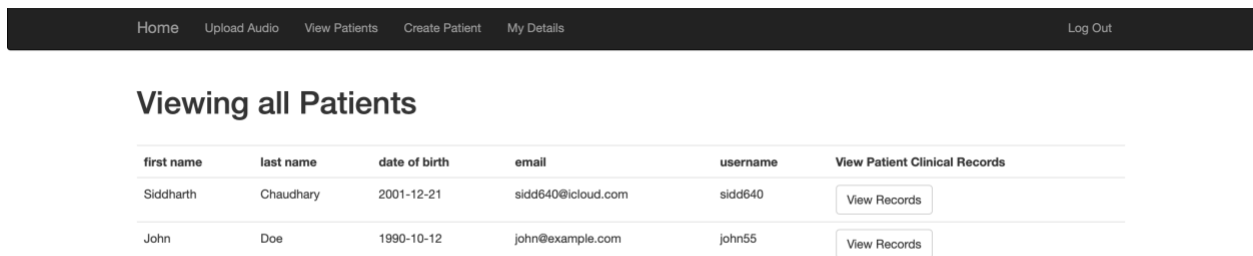 Home Upload Audio View Patients Create Patient My Details Log Out
Viewing all Patients
first name last name date of birth email username View Patient Clinical Records
Siddharth Chaudhary 2001-12-21 sidd640@icloud.com sidd640 View Records
John Doe 1990-10-12 john@example.com john55 View Records